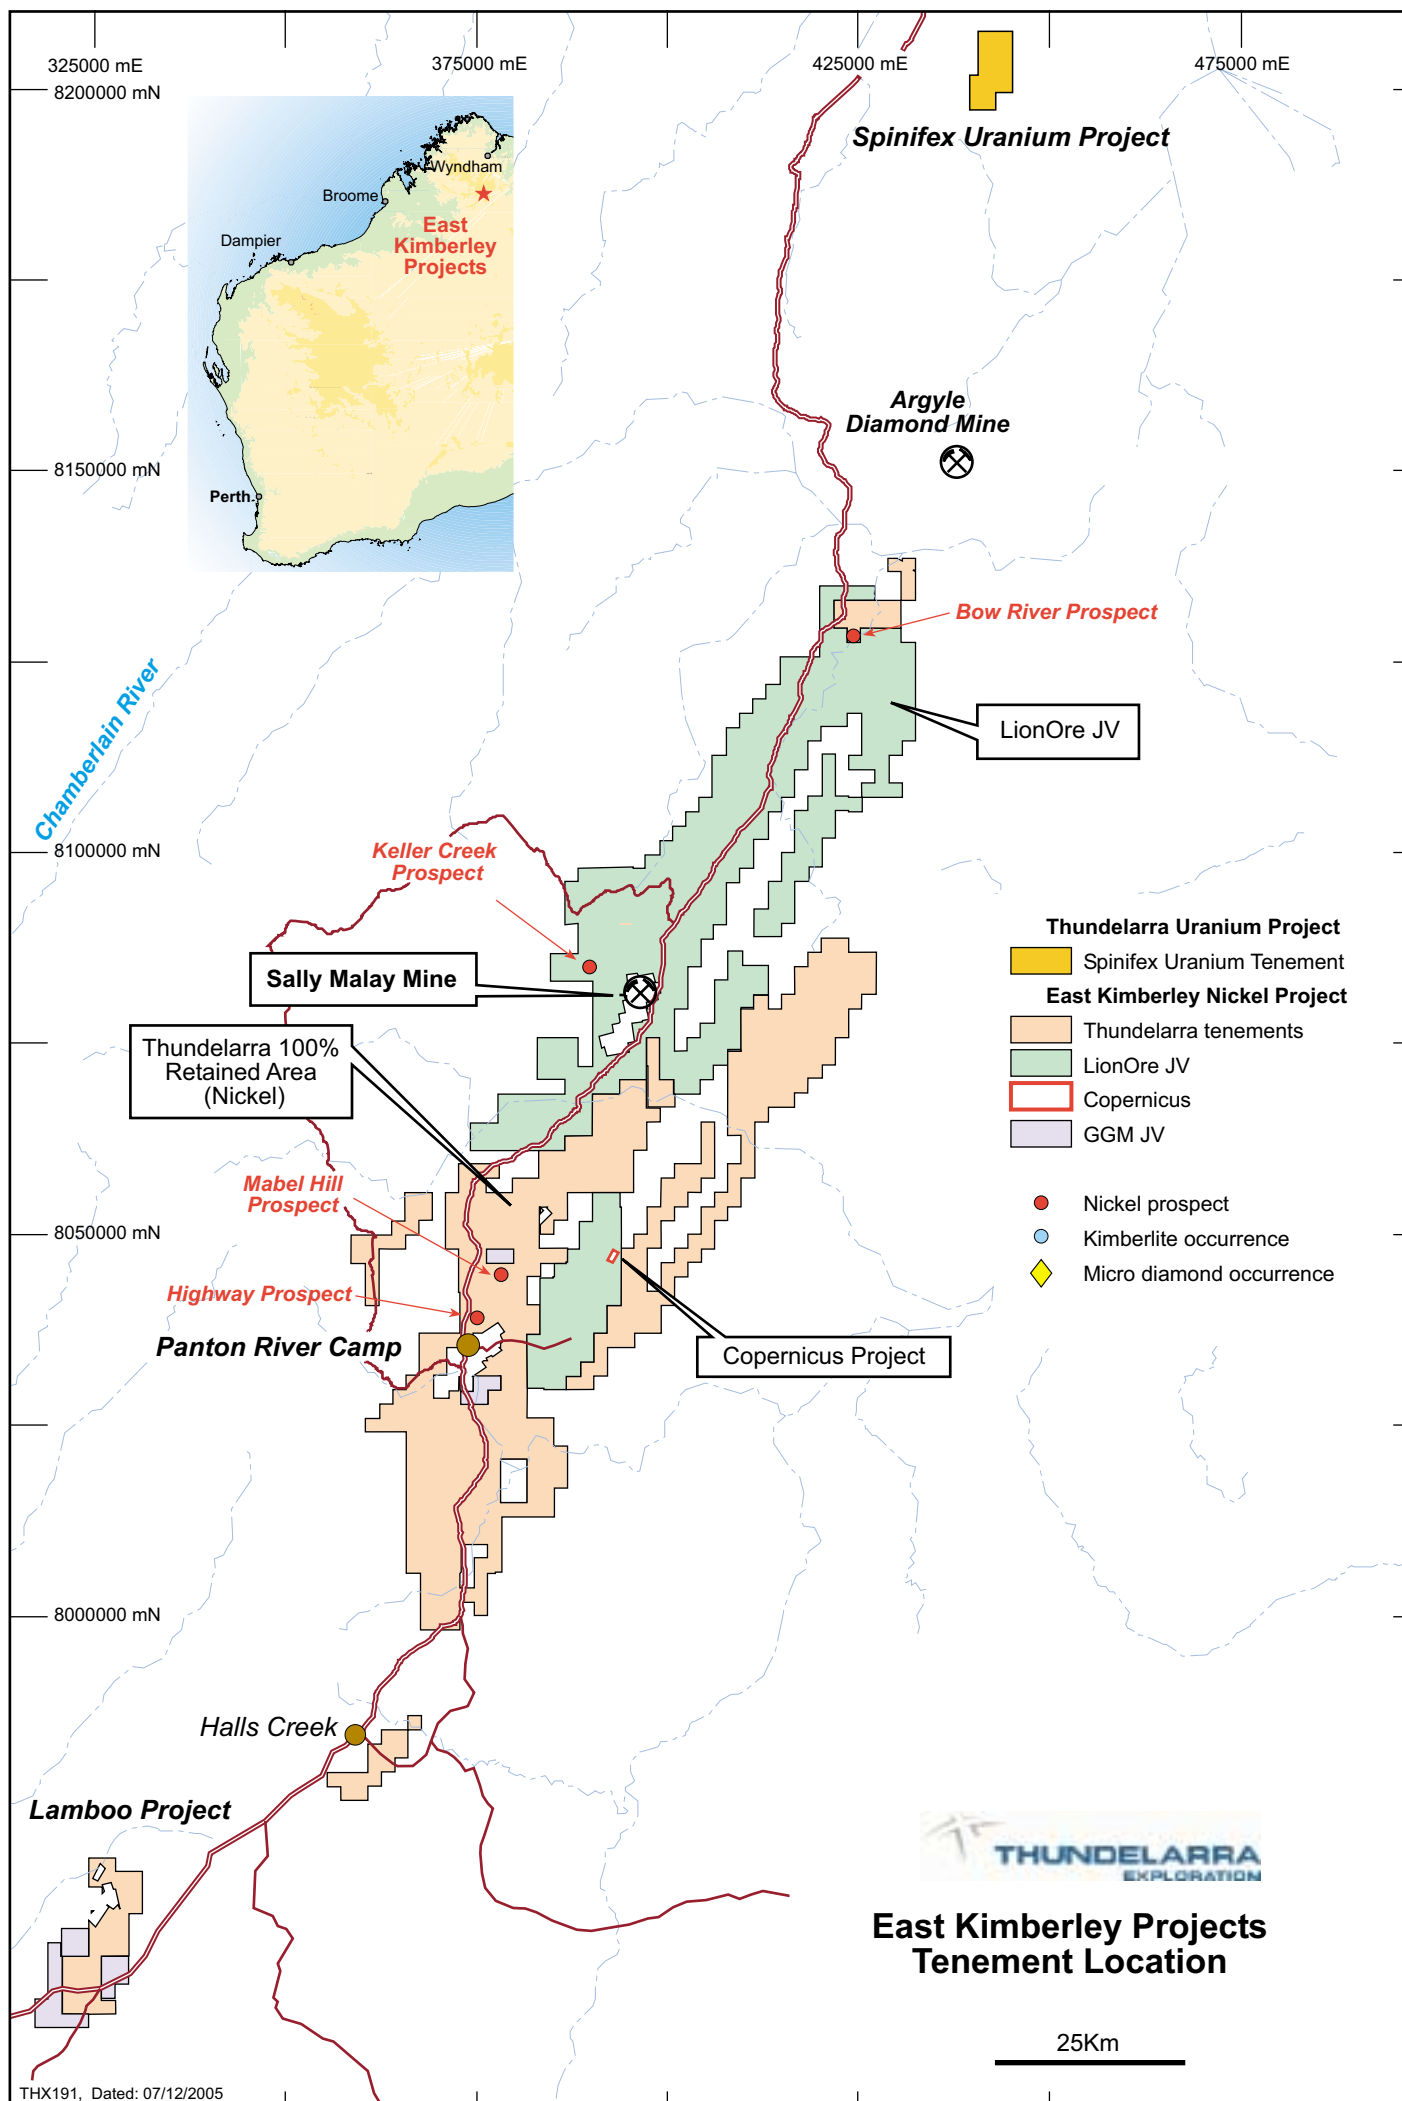 325000 mE
375000 mE
425000 mE
475000 mE
8200000 mN
Spinifex Uranium Project
Wyndham
Broome
East
Kimberley
Projects
Dampier
Perth
Argyle
Diamond Mine
8150000 mN
Bow River Prospect
Chamberlain River
LionOre JV
8100000 mN
Keller Creek
Prospect
Sally Malay Mine
Thundelarra 100%
Retained Area
(Nickel)
Thundelarra Uranium Project
Spinifex Uranium Tenement
East Kimberley Nickel Project
Thundelarra tenements
LionOre JV
Copernicus
GGM JV
Nickel prospect
Kimberlite occurrence
Micro diamond occurrence
Mabel Hill
Prospect
8050000 mN
Highway Prospect
Panton River Camp
Copernicus Project
8000000 mN
Halls Creek
Lamboo Project
THUNDELARRA
EXPLORATION
East Kimberley Projects
Tenement Location
25Km
THX191, Dated: 07/12/2005